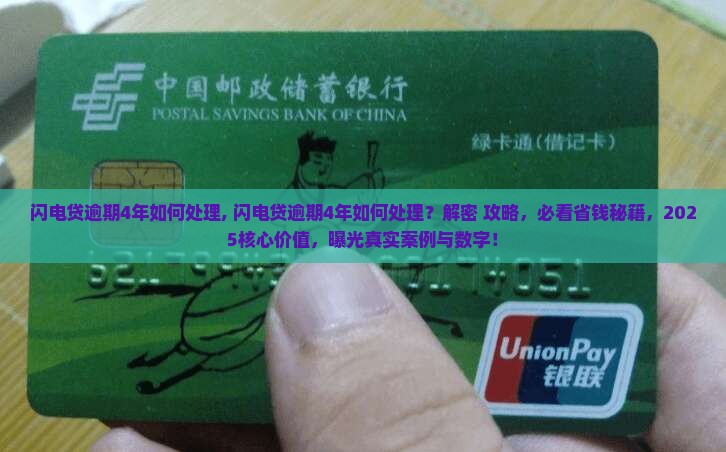 中国邮政储蓄银行
POSTAL SAVINGS BANK OF CHINA
绿卡通(借记卡)
闪电贷逾期4年如何处理, 闪电贷逾期4年如何处理？解密 攻略，必看省钱秘籍，202
5核心价值，曝光真实案例与数字！
UnionPay
银联